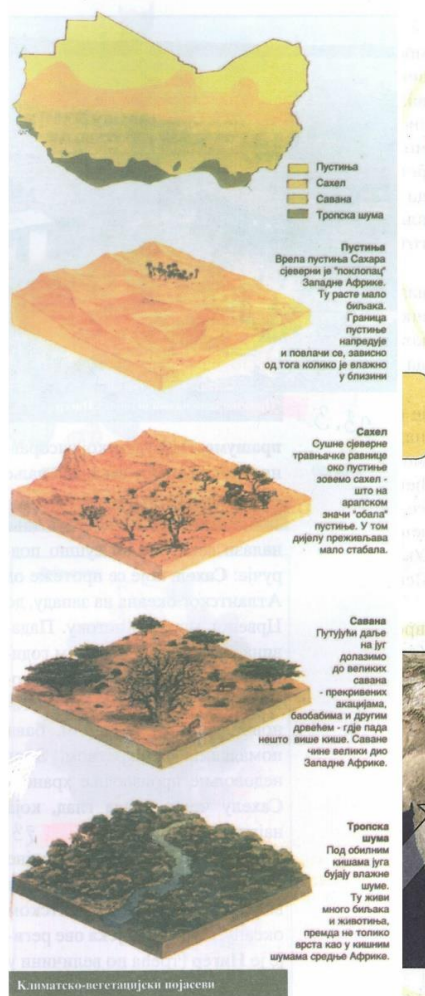 Пустиња
Сахел
Савана
Тропска шума
Пустиња
Врела пустиња Сахара
сјеверни је "поклопац"
Западне Африке.
Ту расте мало
биљака.
Граница
пустиње
напредује
и повлачи се, зависно
од тога колико је влажно
у близини
Сахел
Сушне сјеверне
травњачке равнице
око пустиње
зовемо сахел -
што на
арапском
значи "обала"
пустиње. У том
дијелу преживљава
мало стабала.
Савана
Путујући даље
на југ
долазимо
до великих
савана
- прекривених
акацијама,
баобабима и другим
дрвећем - гдје пада
нешто више кише. Саване
чине велики дио
Западне Африке.
Тропска
шума
Под обилним
кишама југа
бујају влажне
шуме.
Ту живи
много биљака
и животиња,
премда не толико
врста као у кишним
шумама средње Африке.
Климатско-вегетацијски појасеви